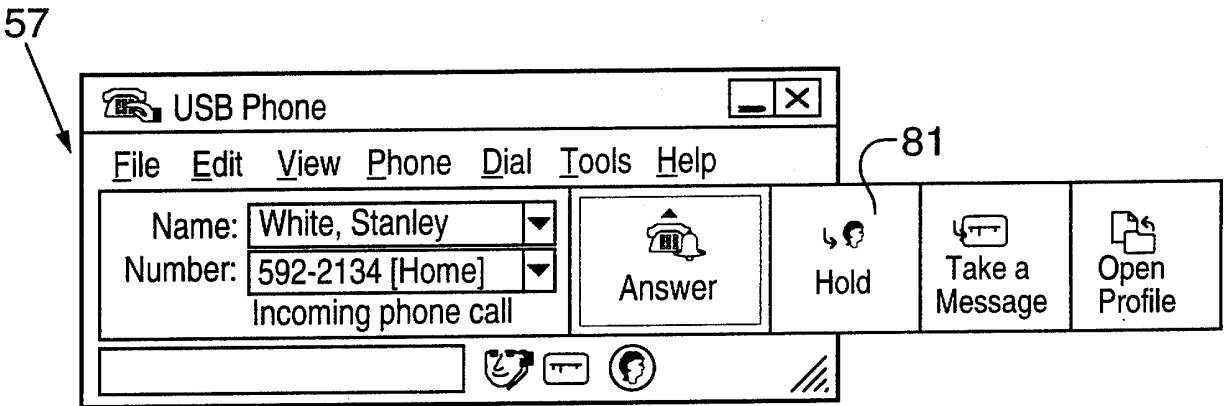 57
USB Phone
File Edit View Phone Dial Tools Help
81
Name: White, Stanley
Number: 592-2134 [Home]
Incoming phone call
Answer
Hold
Take a
Message
Open
Profile